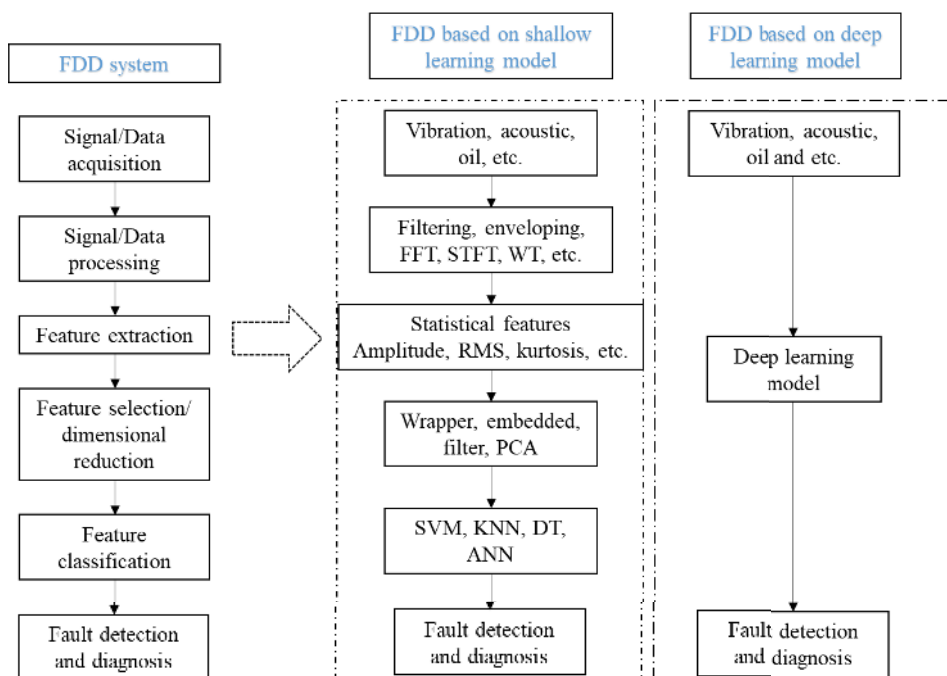 FDD system
Signal/Data
acquisition
Signal/Data
processing
Feature extraction
Feature selection/
dimensional
reduction
Feature
classification
Fault detection
and diagnosis
FDD based on shallow
learning model
Vibration, acoustic,
oil, etc.
Filtering, enveloping,
FFT, STFT, WT, etc.
Statistical features
Amplitude, RMS, kurtosis, etc.
Wrapper, embedded,
filter, PCA
SVM, KNN, DT,
ANN
Fault detection
and diagnosis
FDD based on deep
learning model
Vibration, acoustic,
oil and etc.
Deep learning
model
Fault detection
and diagnosis